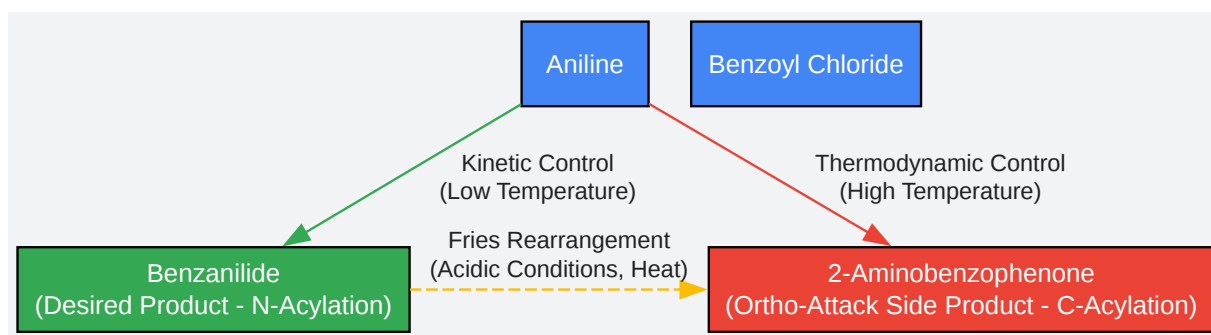 Aniline
Benzoyl Chloride
Kinetic Control
(Low Temperature)
Thermodynamic Control
(High Temperature)
Fries Rearrangement
(Acidic Conditions, Heat)
Benzanilide
(Desired Product - N-Acylation)
2-Aminobenzophenone
(Ortho-Attack Side Product - C-Acylation)